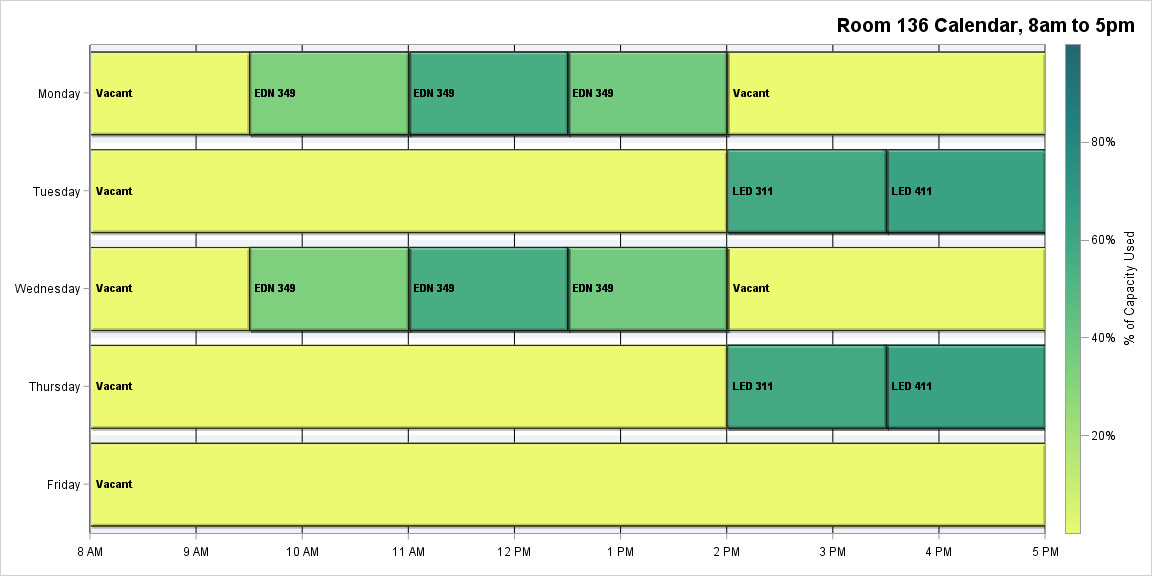 Room 136 Calendar, 8am to 5pm
Monday Vacant EDN 349 EDN 349 EDN 349 Vacant
Tuesday Vacant LED 311 LED 411
Wednesday Vacant EDN 349 EDN 349 EDN 349 Vacant
Thursday Vacant LED 311 LED 411
Friday Vacant
8 AM 9 AM 10 AM 11 AM 12 PM 1 PM 2 PM 3 PM 4 PM 5 PM
80%
60%
40%
20%
% of Capacity Used